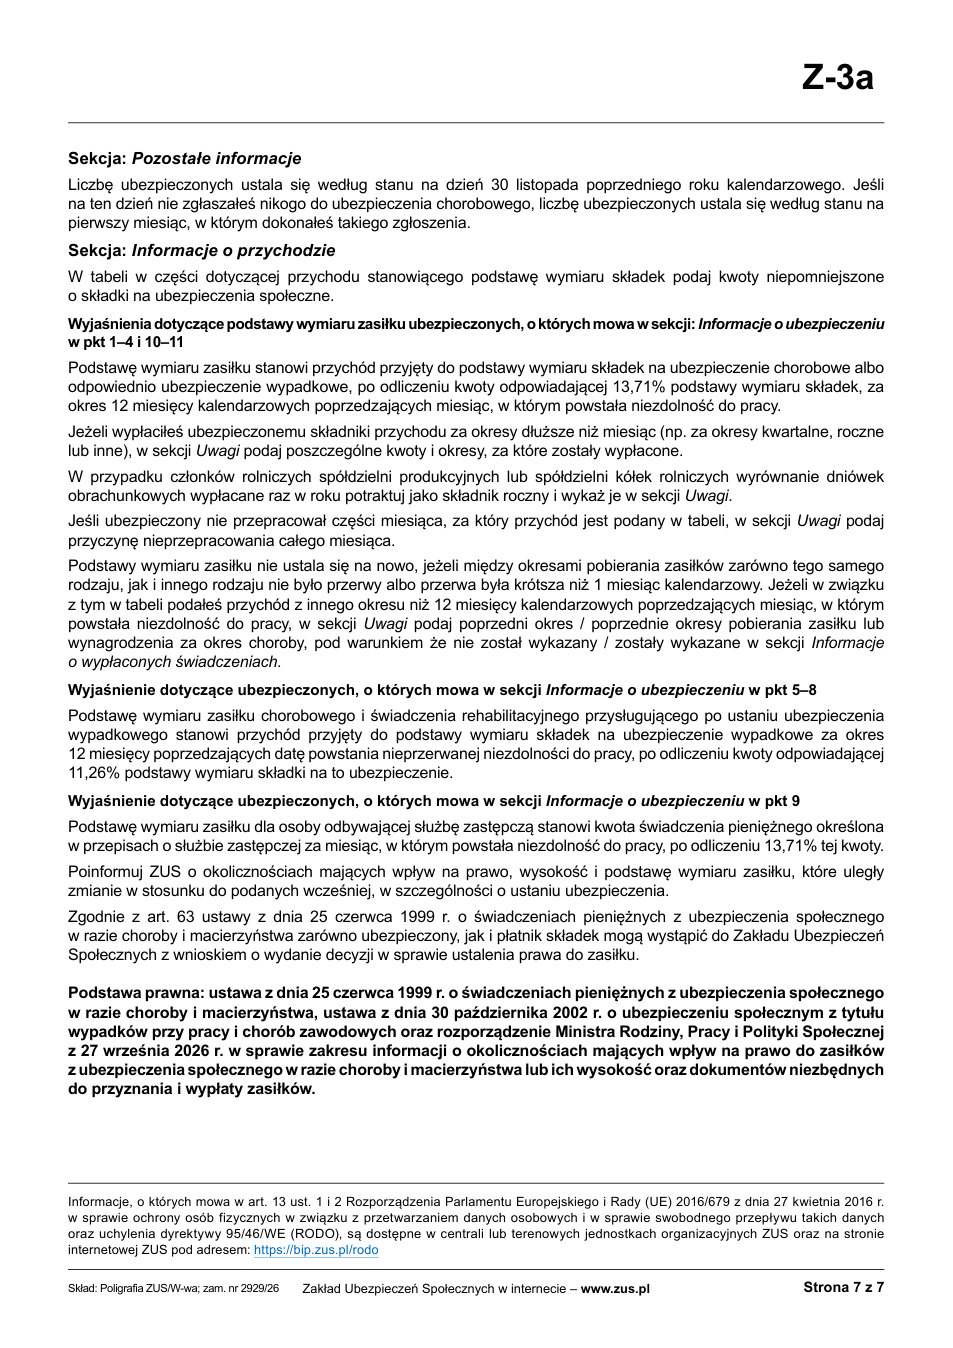 Z-3a
Sekcja: Pozostałe informacje
Liczbę ubezpieczonych ustala się według stanu na dzień 30 listopada poprzedniego roku kalendarzowego. Jeśli
na ten dzień nie zgłaszałeś nikogo do ubezpieczenia chorobowego, liczbę ubezpieczonych ustala się według stanu na
pierwszy miesiąc, w którym dokonałeś takiego zgłoszenia.
Sekcja: Informacje o przychodzie
W tabeli w części dotyczącej przychodu stanowiącego podstawę wymiaru składek podaj kwoty niepomniejszone
o składki na ubezpieczenia społeczne.
Wyjaśnienia dotyczące podstawy wymiaru zasiłku ubezpieczonych, o których mowa w sekcji: Informacje o ubezpieczeniu
w pkt 1–4 i 10–11
Podstawę wymiaru zasiłku stanowi przychód przyjęty do podstawy wymiaru składek na ubezpieczenie chorobowe albo
odpowiednio ubezpieczenie wypadkowe, po odliczeniu kwoty odpowiadającej 13,71% podstawy wymiaru składek, za
okres 12 miesięcy kalendarzowych poprzedzających miesiąc, w którym powstała niezdolność do pracy.
Jeżeli wypłaciłeś ubezpieczonemu składniki przychodu za okresy dłuższe niż miesiąc (np. za okresy kwartalne, roczne
lub inne), w sekcji Uwagi podaj poszczególne kwoty i okresy, za które zostały wypłacone.
W przypadku członków rolniczych spółdzielni produkcyjnych lub spółdzielni kółek rolniczych wyrównanie dniówek
obrachunkowych wypłacane raz w roku potraktuj jako składnik roczny i wykaż je w sekcji Uwagi.
Jeśli ubezpieczony nie przepracował części miesiąca, za który przychód jest podany w tabeli, w sekcji Uwagi podaj
przyczynę nieprzepracowania całego miesiąca.
Podstawy wymiaru zasiłku nie ustala się na nowo, jeżeli między okresami pobierania zasiłków zarówno tego samego
rodzaju, jak i innego rodzaju nie było przerwy albo przerwa była krótsza niż 1 miesiąc kalendarzowy. Jeżeli w związku
z tym w tabeli podałeś przychód z innego okresu niż 12 miesięcy kalendarzowych poprzedzających miesiąc, w którym
powstała niezdolność do pracy, w sekcji Uwagi podaj poprzedni okres / poprzednie okresy pobierania zasiłku lub
wynagrodzenia za okres choroby, pod warunkiem że nie został wykazany / zostały wykazane w sekcji Informacje
o wypłaconych świadczeniach.
Wyjaśnienie dotyczące ubezpieczonych, o których mowa w sekcji Informacje o ubezpieczeniu w pkt 5–8
Podstawę wymiaru zasiłku chorobowego i świadczenia rehabilitacyjnego przysługującego po ustaniu ubezpieczenia
wypadkowego stanowi przychód przyjęty do podstawy wymiaru składek na ubezpieczenie wypadkowe za okres
12 miesięcy poprzedzających datę powstania nieprzerwanej niezdolności do pracy, po odliczeniu kwoty odpowiadającej
11,26% podstawy wymiaru składki na to ubezpieczenie.
Wyjaśnienie dotyczące ubezpieczonych, o których mowa w sekcji Informacje o ubezpieczeniu w pkt 9
Podstawę wymiaru zasiłku dla osoby odbywającej służbę zastępczą stanowi kwota świadczenia pieniężnego określona
w przepisach o służbie zastępczej za miesiąc, w którym powstała niezdolność do pracy, po odliczeniu 13,71% tej kwoty.
Poinformuj ZUS o okolicznościach mających wpływ na prawo, wysokość i podstawę wymiaru zasiłku, które uległy
zmianie w stosunku do podanych wcześniej, w szczególności o ustaniu ubezpieczenia.
Zgodnie z art. 63 ustawy z dnia 25 czerwca 1999 r. o świadczeniach pieniężnych z ubezpieczenia społecznego
w razie choroby i macierzyństwa zarówno ubezpieczony, jak i płatnik składek mogą wystąpić do Zakładu Ubezpieczeń
Społecznych z wnioskiem o wydanie decyzji w sprawie ustalenia prawa do zasiłku.
Podstawa prawna: ustawa z dnia 25 czerwca 1999 r. o świadczeniach pieniężnych z ubezpieczenia społecznego
w razie choroby i macierzyństwa, ustawa z dnia 30 października 2002 r. o ubezpieczeniu społecznym z tytułu
wypadków przy pracy i chorób zawodowych oraz rozporządzenie Ministra Rodziny, Pracy i Polityki Społecznej
z 27 września 2026 r. w sprawie zakresu informacji o okolicznościach mających wpływ na prawo do zasiłków
z ubezpieczenia społecznego w razie choroby i macierzyństwa lub ich wysokość oraz dokumentów niezbędnych
do przyznania i wypłaty zasiłków.
Informacje, o których mowa w art. 13 ust. 1 i 2 Rozporządzenia Parlamentu Europejskiego i Rady (UE) 2016/679 z dnia 27 kwietnia 2016 r.
w sprawie ochrony osób fizycznych w związku z przetwarzaniem danych osobowych i w sprawie swobodnego przepływu takich danych
oraz uchylenia dyrektywy 95/46/WE (RODO), są dostępne w centrali lub terenowych jednostkach organizacyjnych ZUS oraz na stronie
internetowej ZUS pod adresem: https://bip.zus.pl/rodo
Skład: Poligrafia ZUS/W-wa; zam. nr 2929/26 Zakład Ubezpieczeń Społecznych w internecie – www.zus.pl Strona 7 z 7